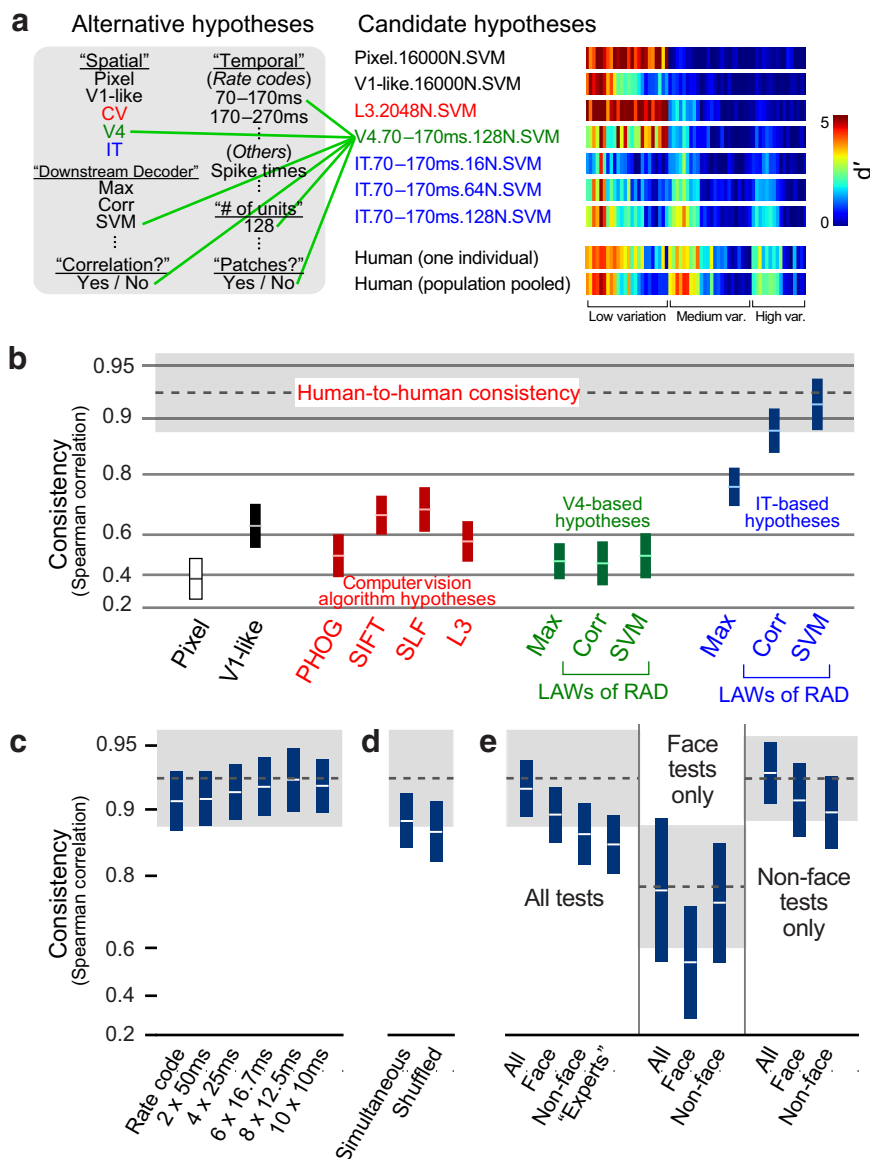 a
Alternative hypotheses
Candidate hypotheses
“Spatial”
Pixel
V1-like
CV
V4
IT
“Temporal”
(Rate codes)
70–170ms
170–270ms
⋮
(Others)
Spike times
⋮
“Downstream Decoder”
Max
Corr
SVM
⋮
“# of units”
128
⋮
“Correlation?”
Yes / No
“Patches?”
Yes / No
Pixel.16000N.SVM
V1-like.16000N.SVM
L3.2048N.SVM
V4.70–170ms.128N.SVM
IT.70–170ms.16N.SVM
IT.70–170ms.64N.SVM
IT.70–170ms.128N.SVM
Human (one individual)
Human (population pooled)
Low variation
Medium var.
High var.
5
0
d'
b
Consistency
(Spearman correlation)
0.95
0.9
0.8
0.6
0.4
0.2
Human-to-human consistency
Computer vision
algorithm hypotheses
V4-based
hypotheses
IT-based
hypotheses
Pixel
V1-like
PHOG
SIFT
SLF
L3
Max
Corr
SVM
LAWs of RAD
Max
Corr
SVM
LAWs of RAD
c
Consistency
(Spearman correlation)
0.95
0.9
0.8
0.6
0.4
0.2
Rate code
2 x 50ms
4 x 25ms
6 x 16.7ms
8 x 12.5ms
10 x 10ms
d
Simultaneous
Shuffled
e
All tests
Face
tests
only
Non-face
tests
only
All
Face
Non-face
“Experts”
All
Face
Non-face
All
Face
Non-face